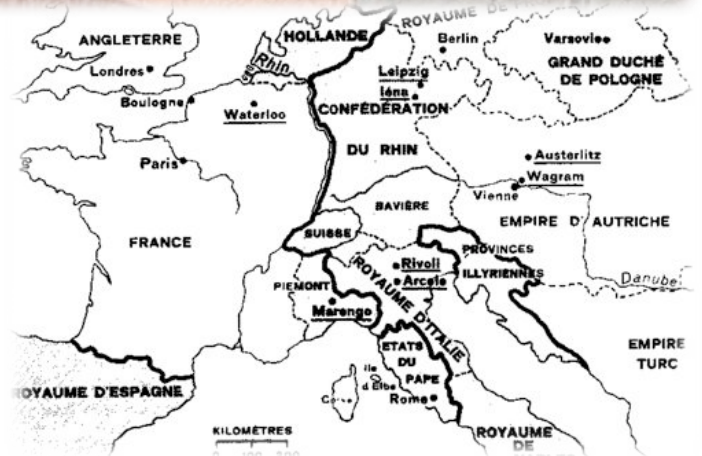 ROYAUME DE
ANGLETERRE
HOLLANDE
Berlin
Varsovie
GRAND DUCHÉ
DE POLOGNE
Londres
Rhin
Leipzig
Iéna
Boulogne
Waterloo
CONFÉDÉRATION
DU RHIN
Paris
Austerlitz
Wagram
Vienne
BAVIÈRE
EMPIRE D'AUTRICHE
FRANCE
SUISSE
PROVINCES
ILLYRIENNES
Rivoli
Arcole
Danube
PIEMONT
ROYAUME D'ITALIE
Marengo
EMPIRE
TURC
ETATS
DU
PAPE
Ile
d'Elbe
Rome
ROYAUME D'ESPAGNE
KILOMÈTRES
ROYAUME
DE